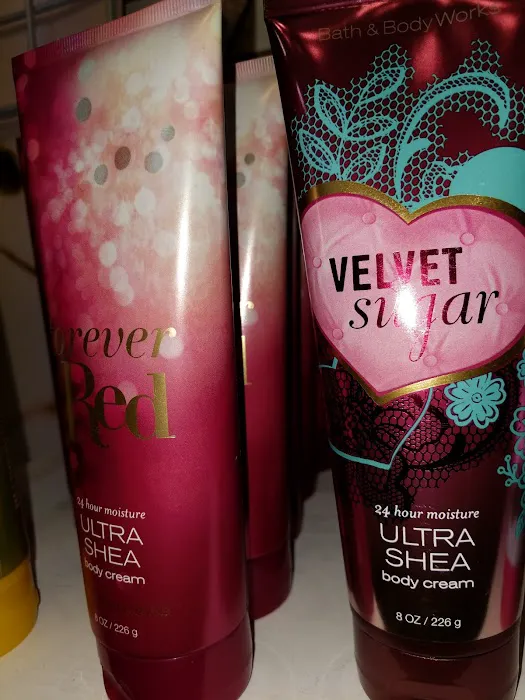 forever
Red
24 hour moisture
ULTRA
SHEA
body cream
8 OZ / 226 g
Bath & Body Works
VELVET
sugar
24 hour moisture
ULTRA
SHEA
body cream
8 OZ / 226 g